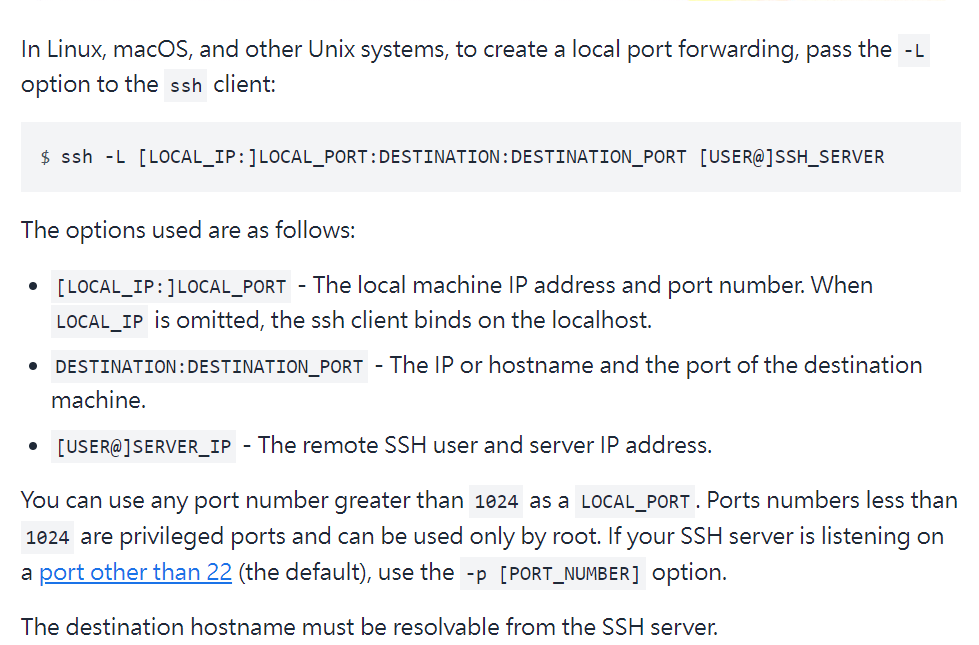 In Linux, macOS, and other Unix systems, to create a local port forwarding, pass the -L
option to the ssh client:
$ ssh -L [LOCAL_IP:]LOCAL_PORT:DESTINATION:DESTINATION_PORT [USER@]SSH_SERVER
The options used are as follows:
• [LOCAL_IP:]LOCAL_PORT - The local machine IP address and port number. When
LOCAL_IP is omitted, the ssh client binds on the localhost.
• DESTINATION:DESTINATION_PORT - The IP or hostname and the port of the destination
machine.
• [USER@]SERVER_IP - The remote SSH user and server IP address.
You can use any port number greater than 1024 as a LOCAL_PORT. Ports numbers less than
1024 are privileged ports and can be used only by root. If your SSH server is listening on
a port other than 22 (the default), use the -p [PORT_NUMBER] option.
The destination hostname must be resolvable from the SSH server.